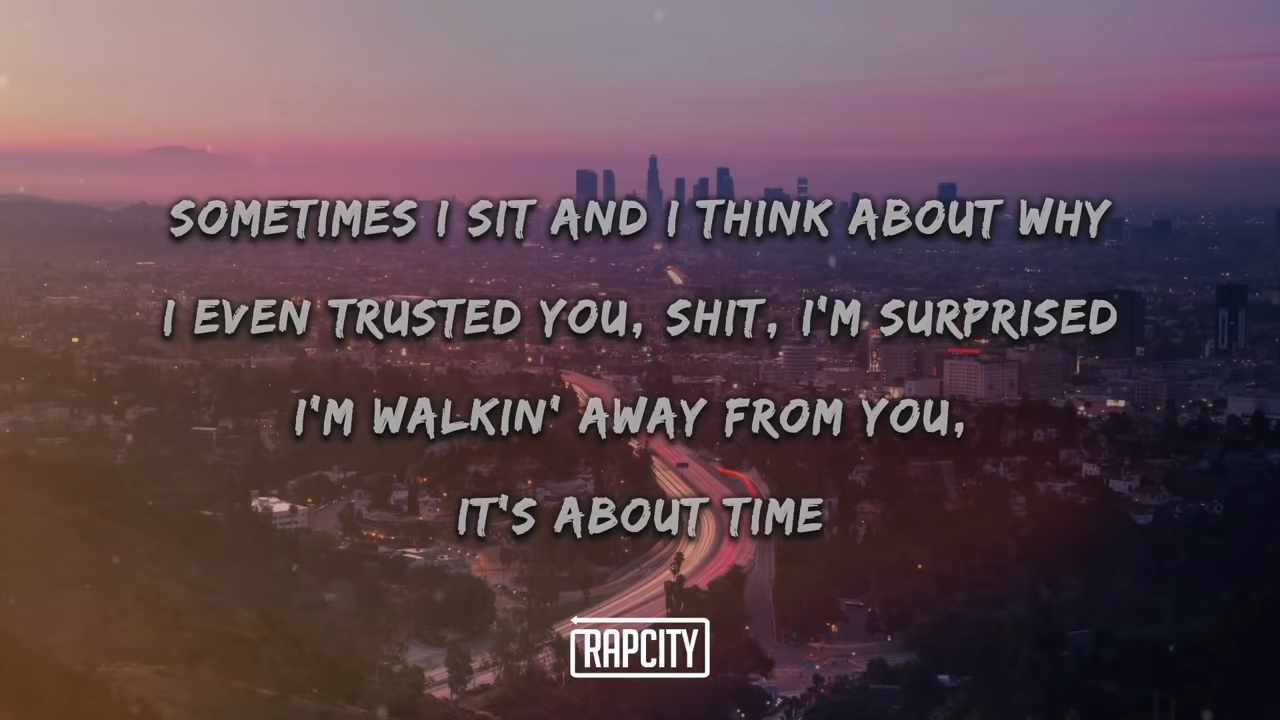 SOMETIMES I SIT AND I THINK ABOUT WHY
I EVEN TRUSTED YOU, SHIT, I'M SURPRISED
I'M WALKIN' AWAY FROM YOU,
IT'S ABOUT TIME
RAPCITY